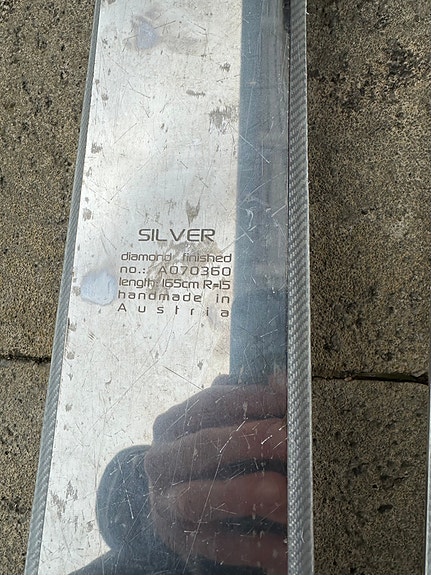 SILVER
diamond finished
no.: A070360
length: 165cm R=15
handmade in
Austria